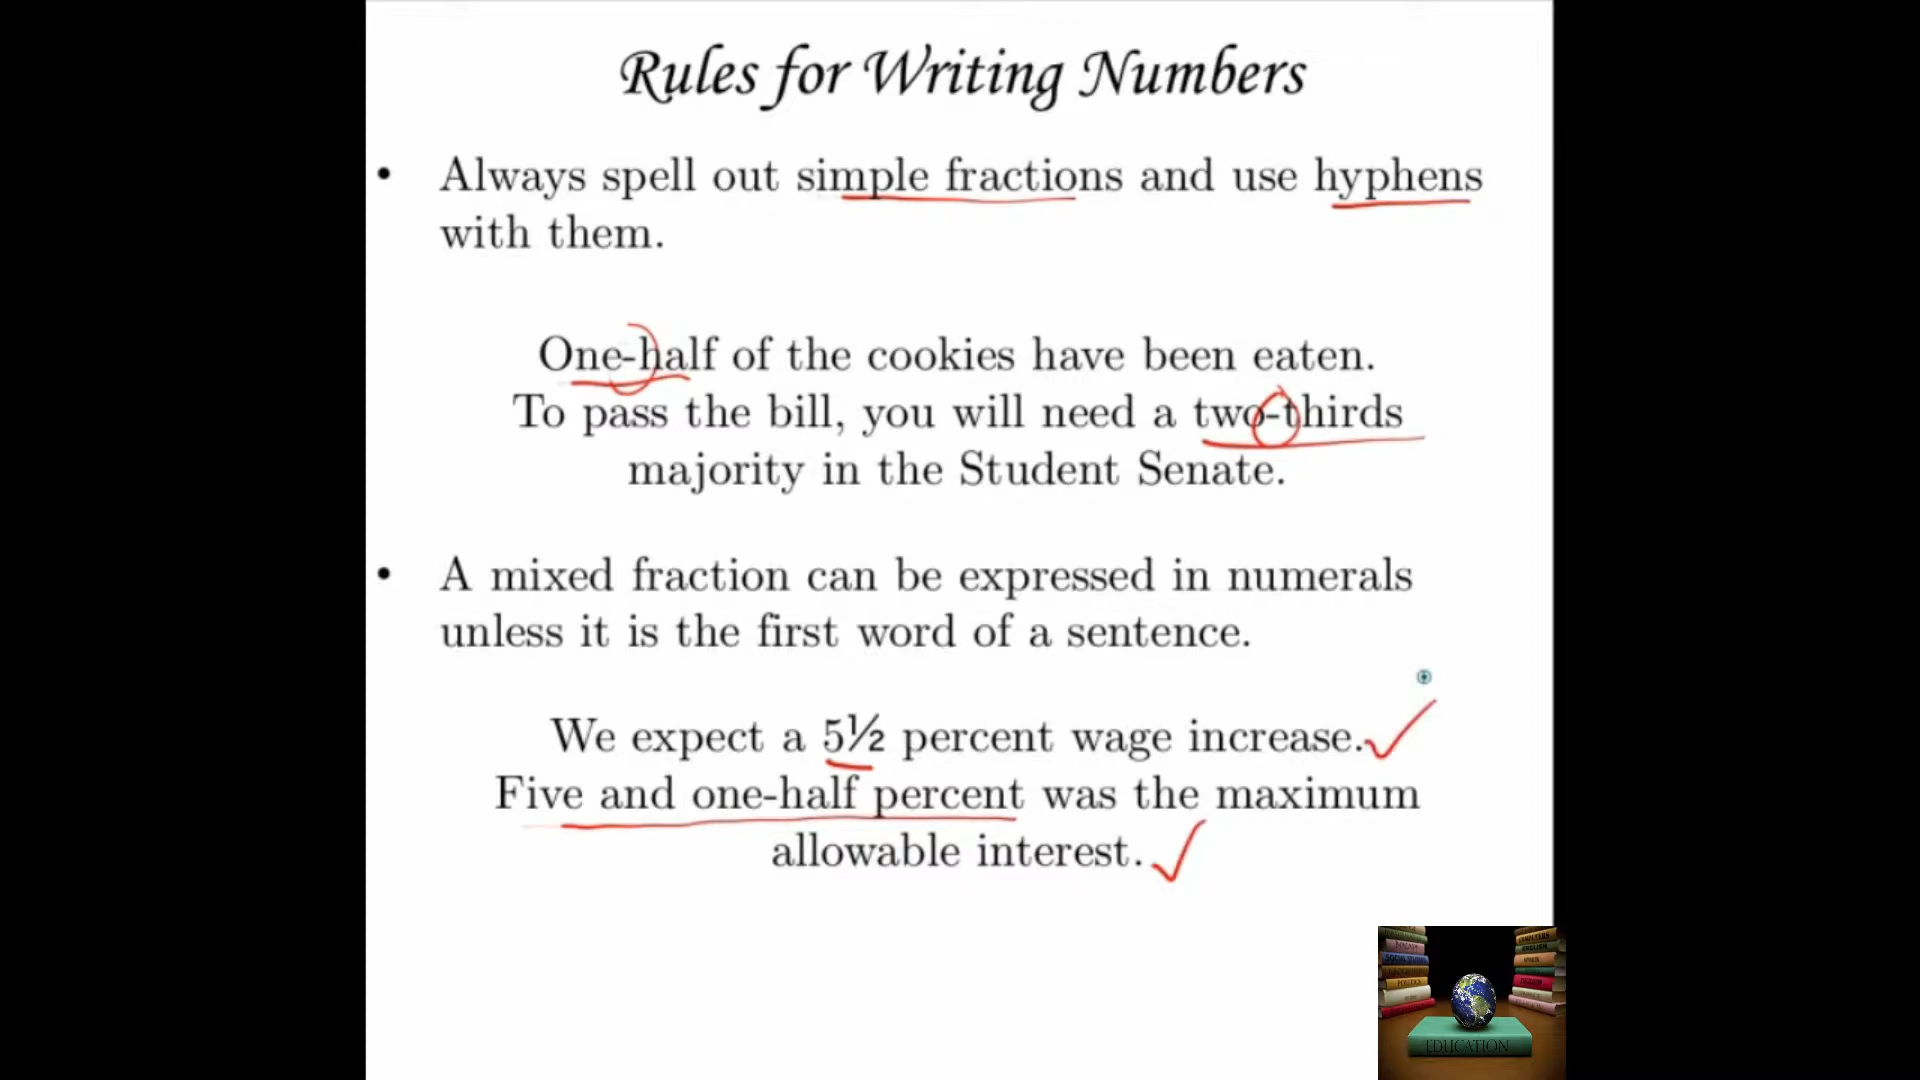 Rules for Writing Numbers
• Always spell out simple fractions and use hyphens
with them.
One-half of the cookies have been eaten.
To pass the bill, you will need a two-thirds
majority in the Student Senate.
• A mixed fraction can be expressed in numerals
unless it is the first word of a sentence.
We expect a 5½ percent wage increase.
Five and one-half percent was the maximum
allowable interest.
POLITICS
COMPUTERS
ENGLISH
EDUCATION